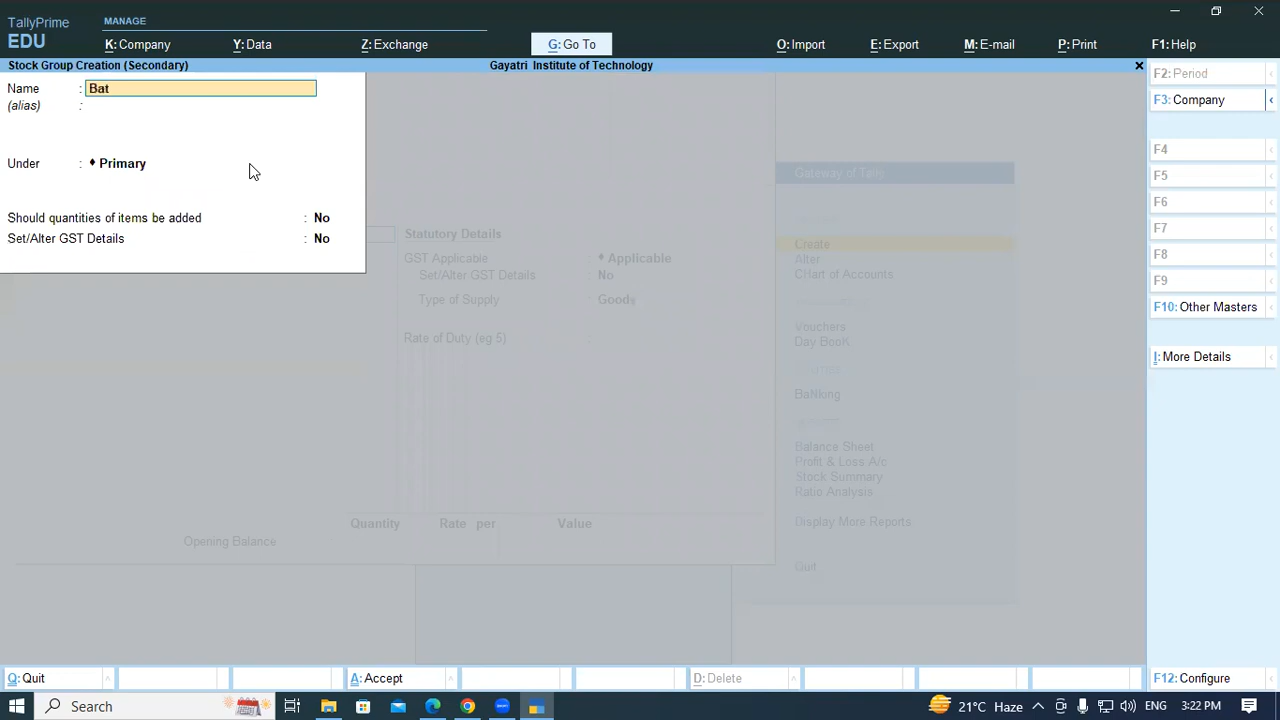 TallyPrime
EDU
MANAGE
K:Company
Y:Data
Z:Exchange
G:Go To
O:Import
E:Export
M:E-mail
P:Print
F1:Help
Stock Group Creation (Secondary)
Gayatri Institute of Technology
×
F2: Period
F3: Company
F4
F5
F6
F7
F8
F9
F10: Other Masters
I: More Details
Name : Bat
(alias) :
Under : ♦ Primary
Should quantities of items be added : No
Set/Alter GST Details : No
Statutory Details
GST Applicable : ♦ Applicable
Set/Alter GST Details : No
Type of Supply : Goods
Rate of Duty (eg 5) :
Gateway of Tally
Create
Alter
CHart of Accounts
Vouchers
Day BooK
BaNking
Balance Sheet
Profit & Loss A/c
Stock Summary
Ratio Analysis
Display More Reports
Quit
Quantity Rate per Value
Opening Balance
Q: Quit
A: Accept
D: Delete
F12: Configure
Search
21°C Haze
3:22 PM